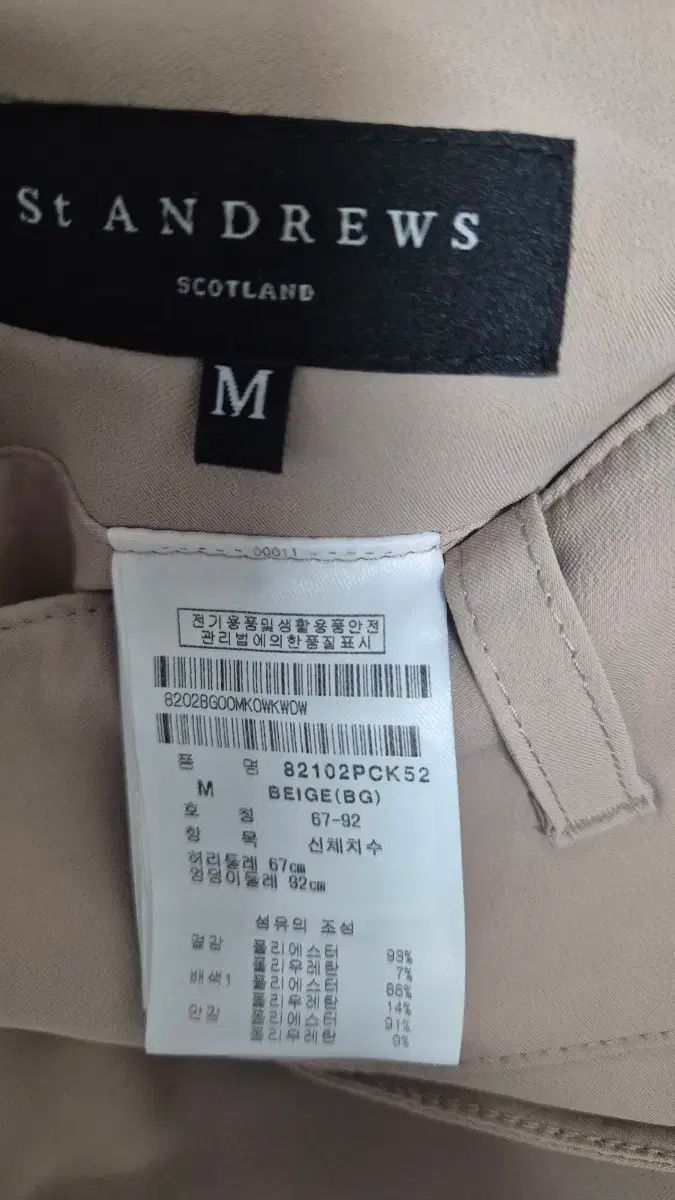 St ANDREWS
SCOTLAND
M
00011
전기용품및생활용품안전
관리법에의한품질표시
8202BG00MK0WKW0W
품 명 82102PCK52
M BEIGE(BG)
호 칭 67-92
항 목 신체치수
허리둘레 67cm
엉덩이둘레 92cm
섬유의 조성
겉감 폴리에스터 93%
폴리우레탄 7%
배색1 폴리에스터 86%
폴리우레탄 14%
안감 폴리에스터 91%
폴리우레탄 9%